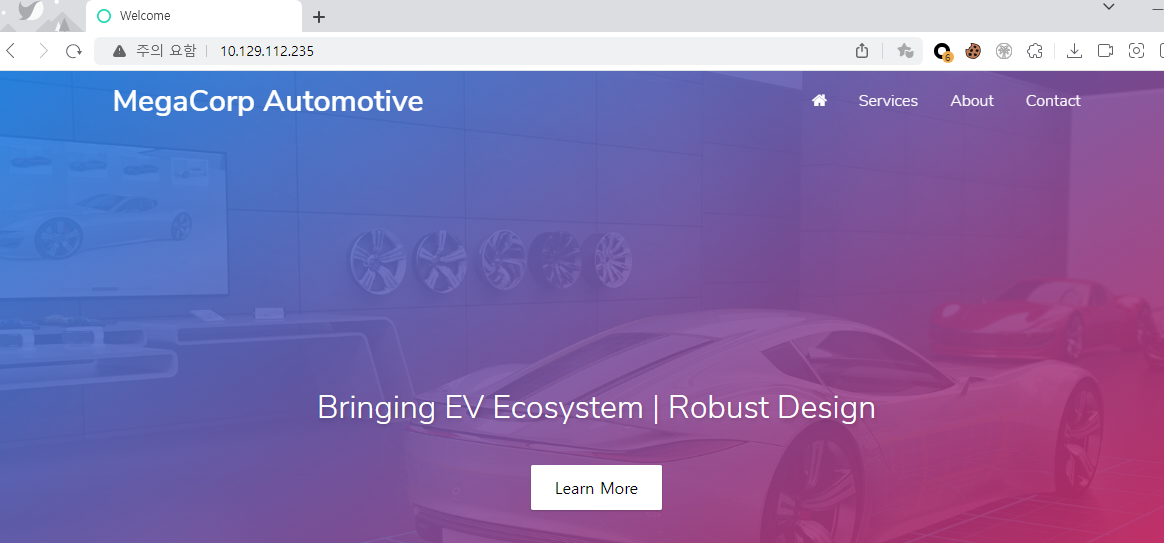 Welcome
주의 요함 10.129.112.235
6
MegaCorp Automotive
Services About Contact
Bringing EV Ecosystem | Robust Design
Learn More